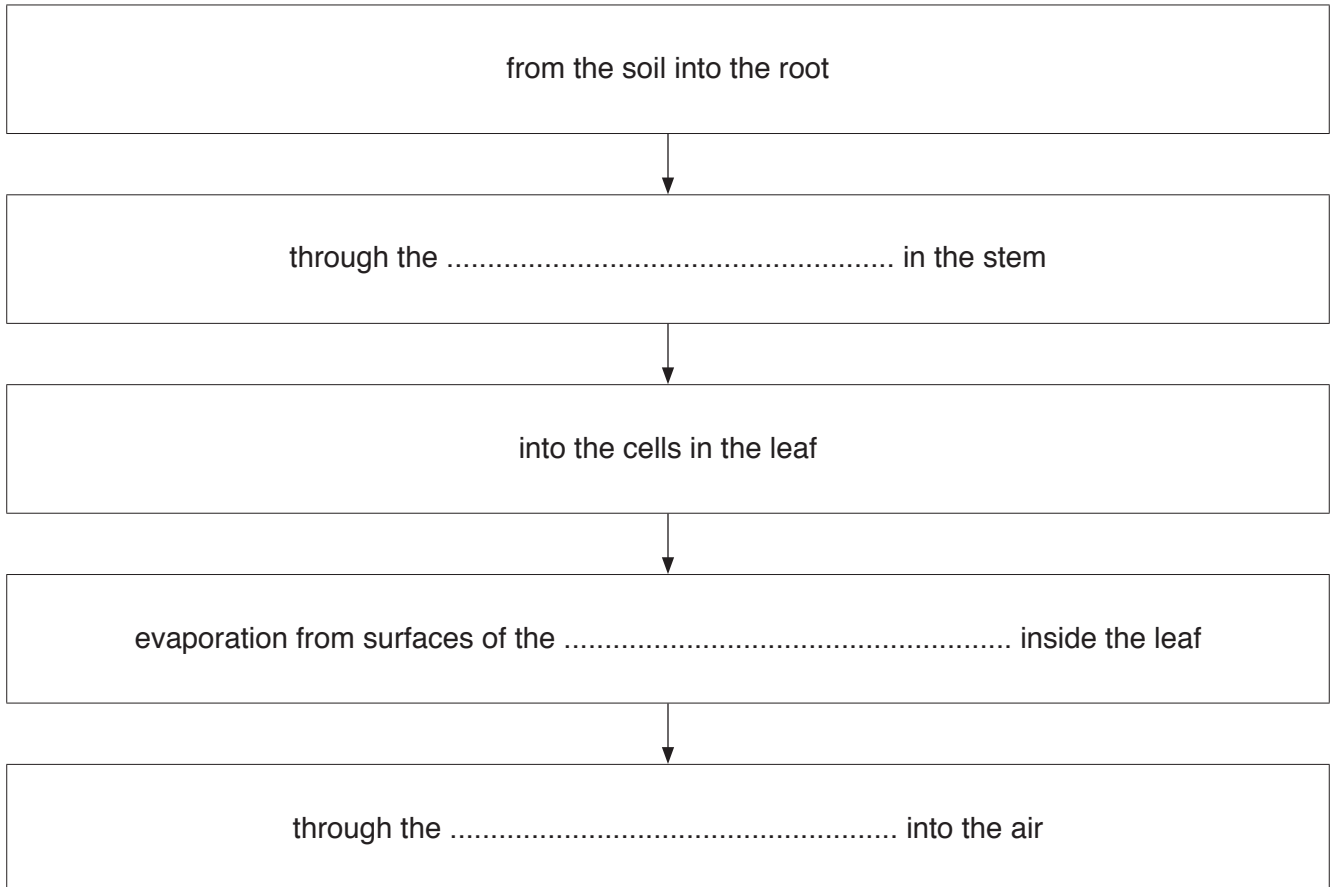 from the soil into the root
through the ....................................................... in the stem
into the cells in the leaf
evaporation from surfaces of the ....................................................... inside the leaf
through the ....................................................... into the air